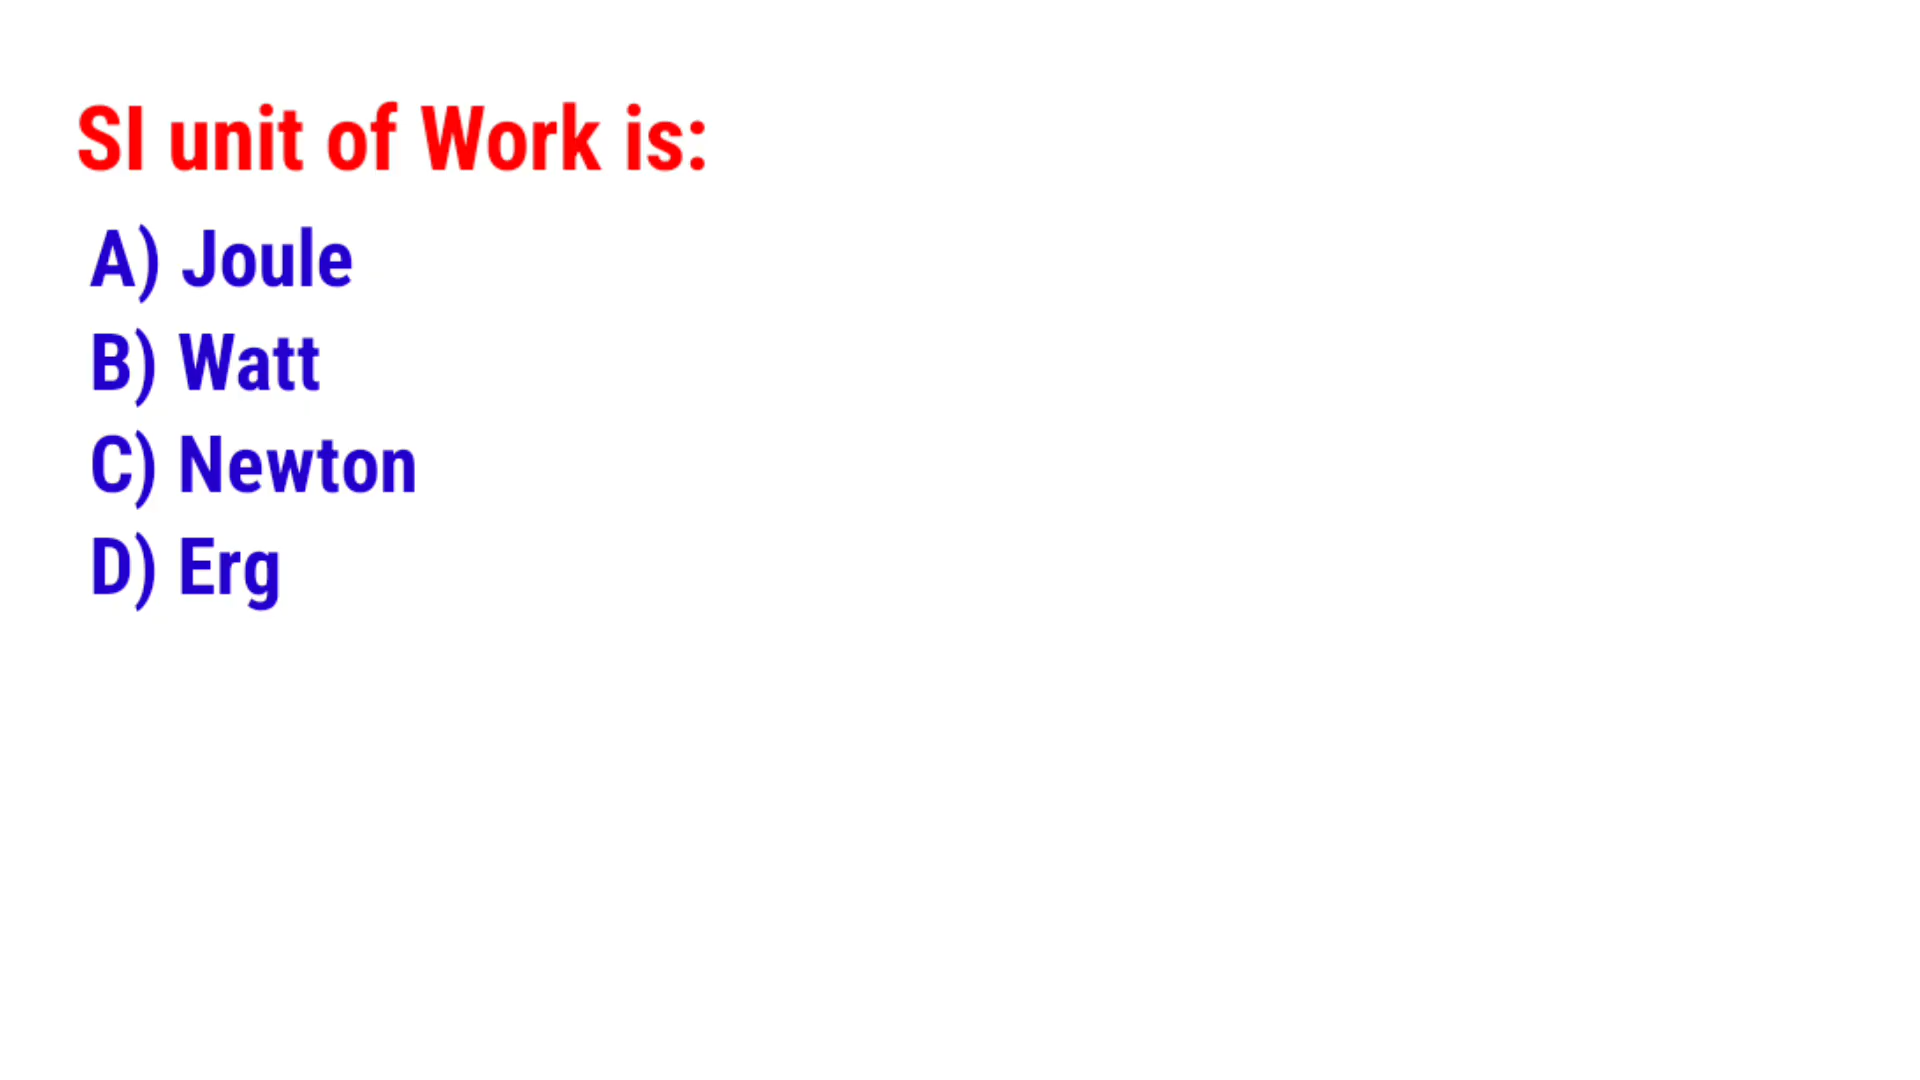 SI unit of Work is:
A) Joule
B) Watt
C) Newton
D) Erg